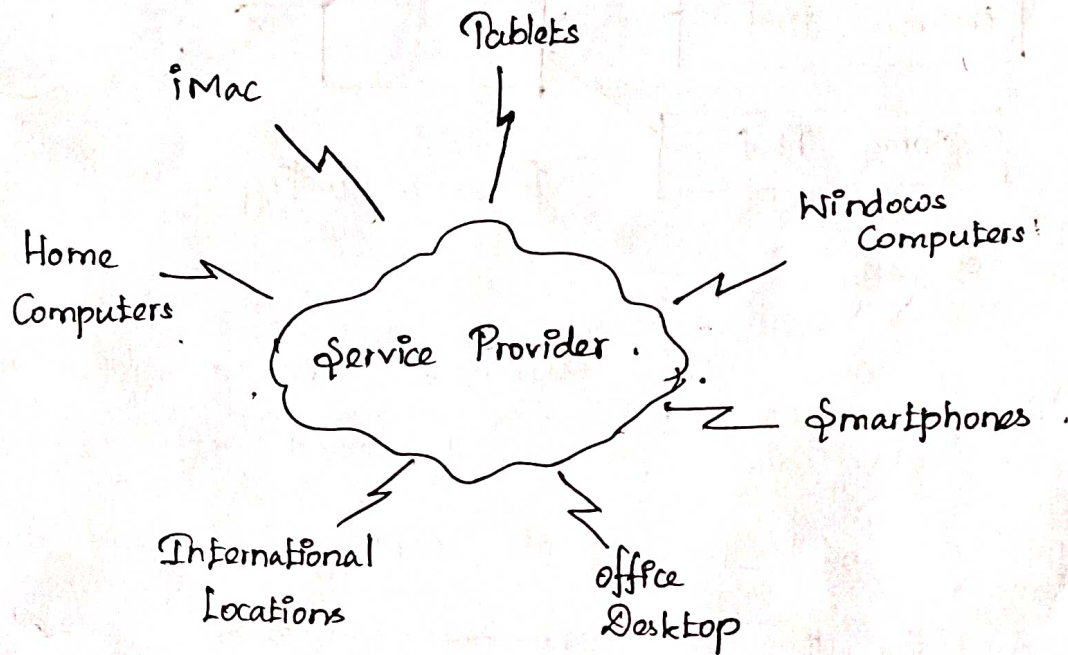 Tablets
iMac
Windows
Computers
Home
Computers
Service Provider.
Smartphones.
International
Locations
office
Desktop